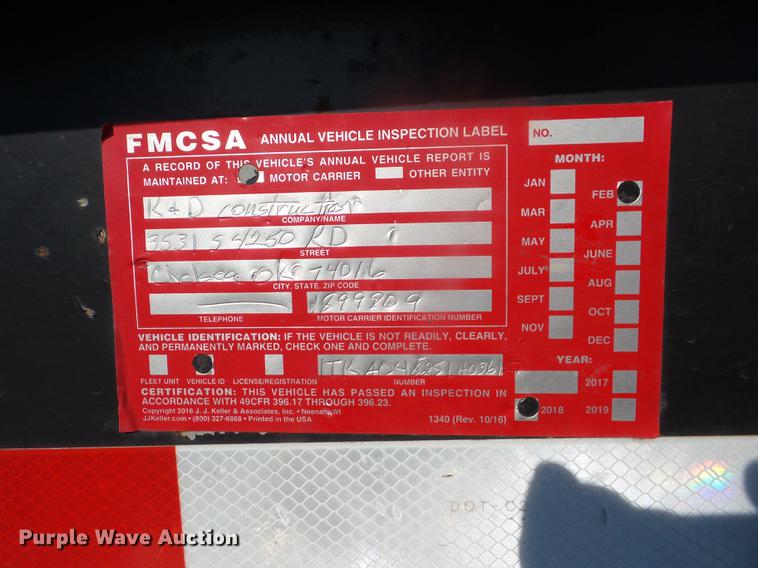 FMCSA ANNUAL VEHICLE INSPECTION LABEL
NO.
A RECORD OF THIS VEHICLE'S ANNUAL VEHICLE REPORT IS
MAINTAINED AT: MOTOR CARRIER OTHER ENTITY
K & D construction
COMPANY/NAME
3531 S 4250 RD
STREET
Chelsea OK 74016
CITY, STATE, ZIP CODE
1899809
TELEPHONE MOTOR CARRIER IDENTIFICATION NUMBER
VEHICLE IDENTIFICATION: IF THE VEHICLE IS NOT READILY, CLEARLY,
AND PERMANENTLY MARKED, CHECK ONE AND COMPLETE.
FLEET UNIT VEHICLE ID LICENSE/REGISTRATION NUMBER
CERTIFICATION: THIS VEHICLE HAS PASSED AN INSPECTION IN
ACCORDANCE WITH 49CFR 396.17 THROUGH 396.23.
Copyright 2016 J. J. Keller & Associates, Inc. • Neenah, WI
JJKeller.com • (800) 327-6868 • Printed in the USA
1340 (Rev. 10/16)
MONTH:
JAN FEB
MAR APR
MAY JUNE
JULY AUG
SEPT OCT
NOV DEC
YEAR:
2017
2018 2019
DOT-C2
Purple Wave Auction